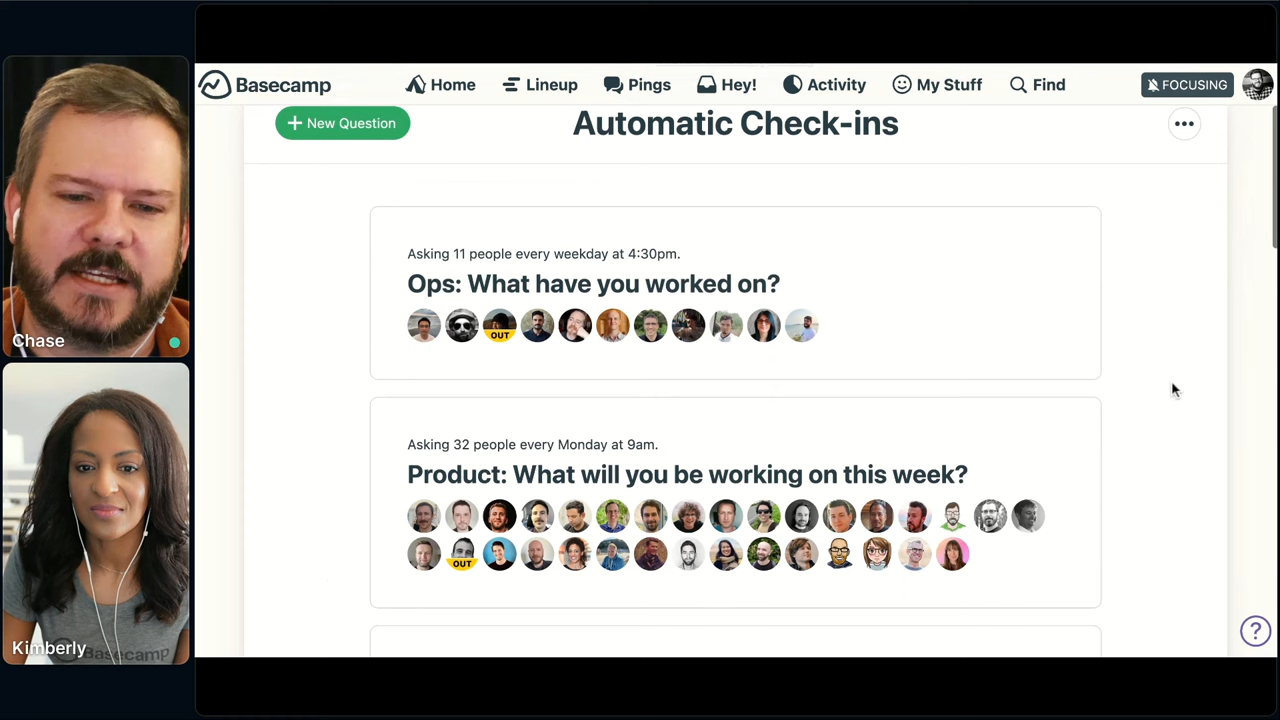 Basecamp
Home
Lineup
Pings
Hey!
Activity
My Stuff
Find
FOCUSING
+ New Question
Automatic Check-ins
Asking 11 people every weekday at 4:30pm.
Ops: What have you worked on?
OUT
Asking 32 people every Monday at 9am.
Product: What will you be working on this week?
OUT
?
Chase
Kimberly
Basecamp